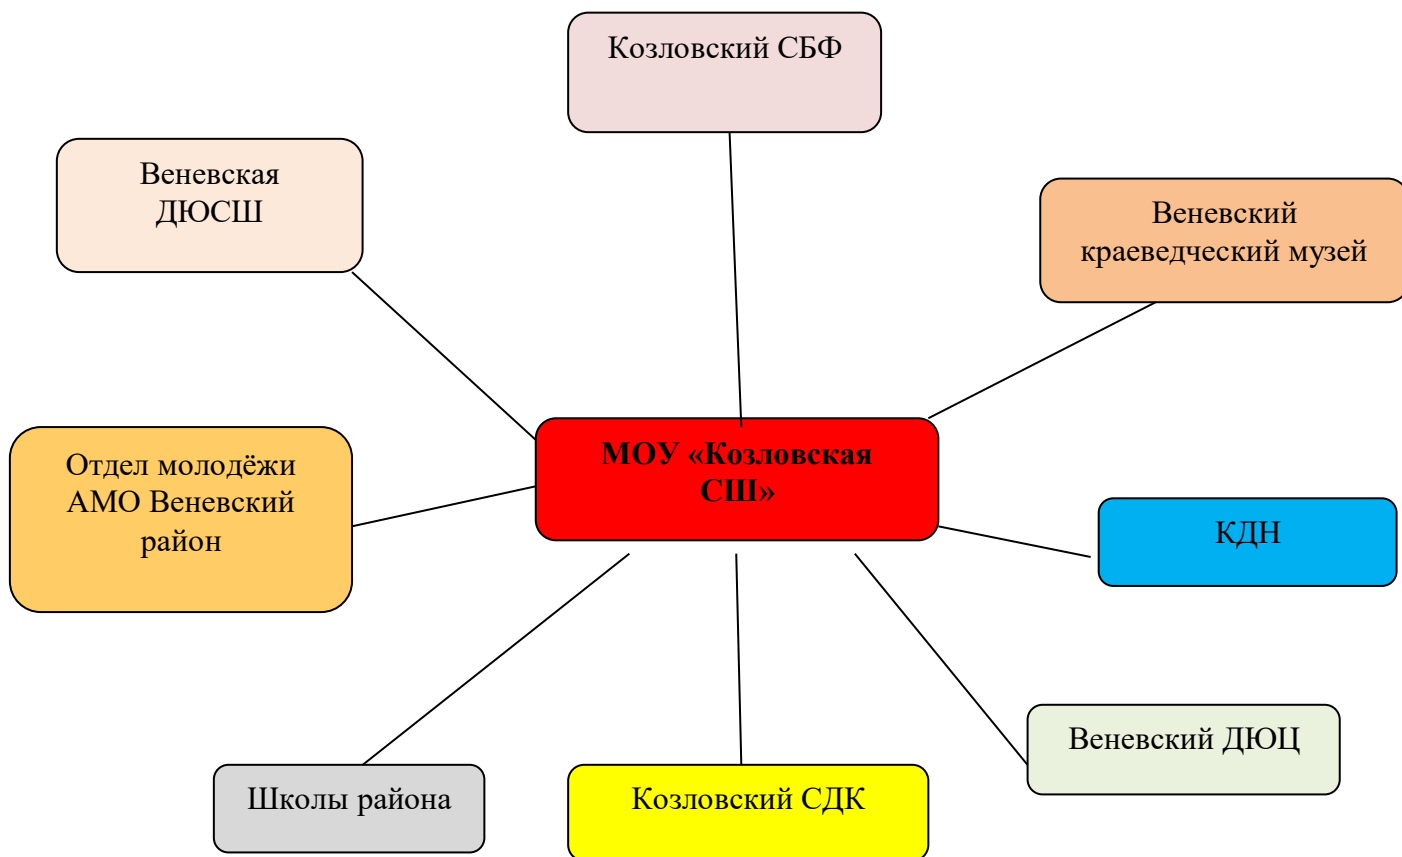 Козловский СБФ
Веневская
ДЮСШ
Веневский
краеведческий музей
Отдел молодёжи
АМО Веневский
район
МОУ «Козловская
СШ»
КДН
Веневский ДЮЦ
Школы района
Козловский СДК